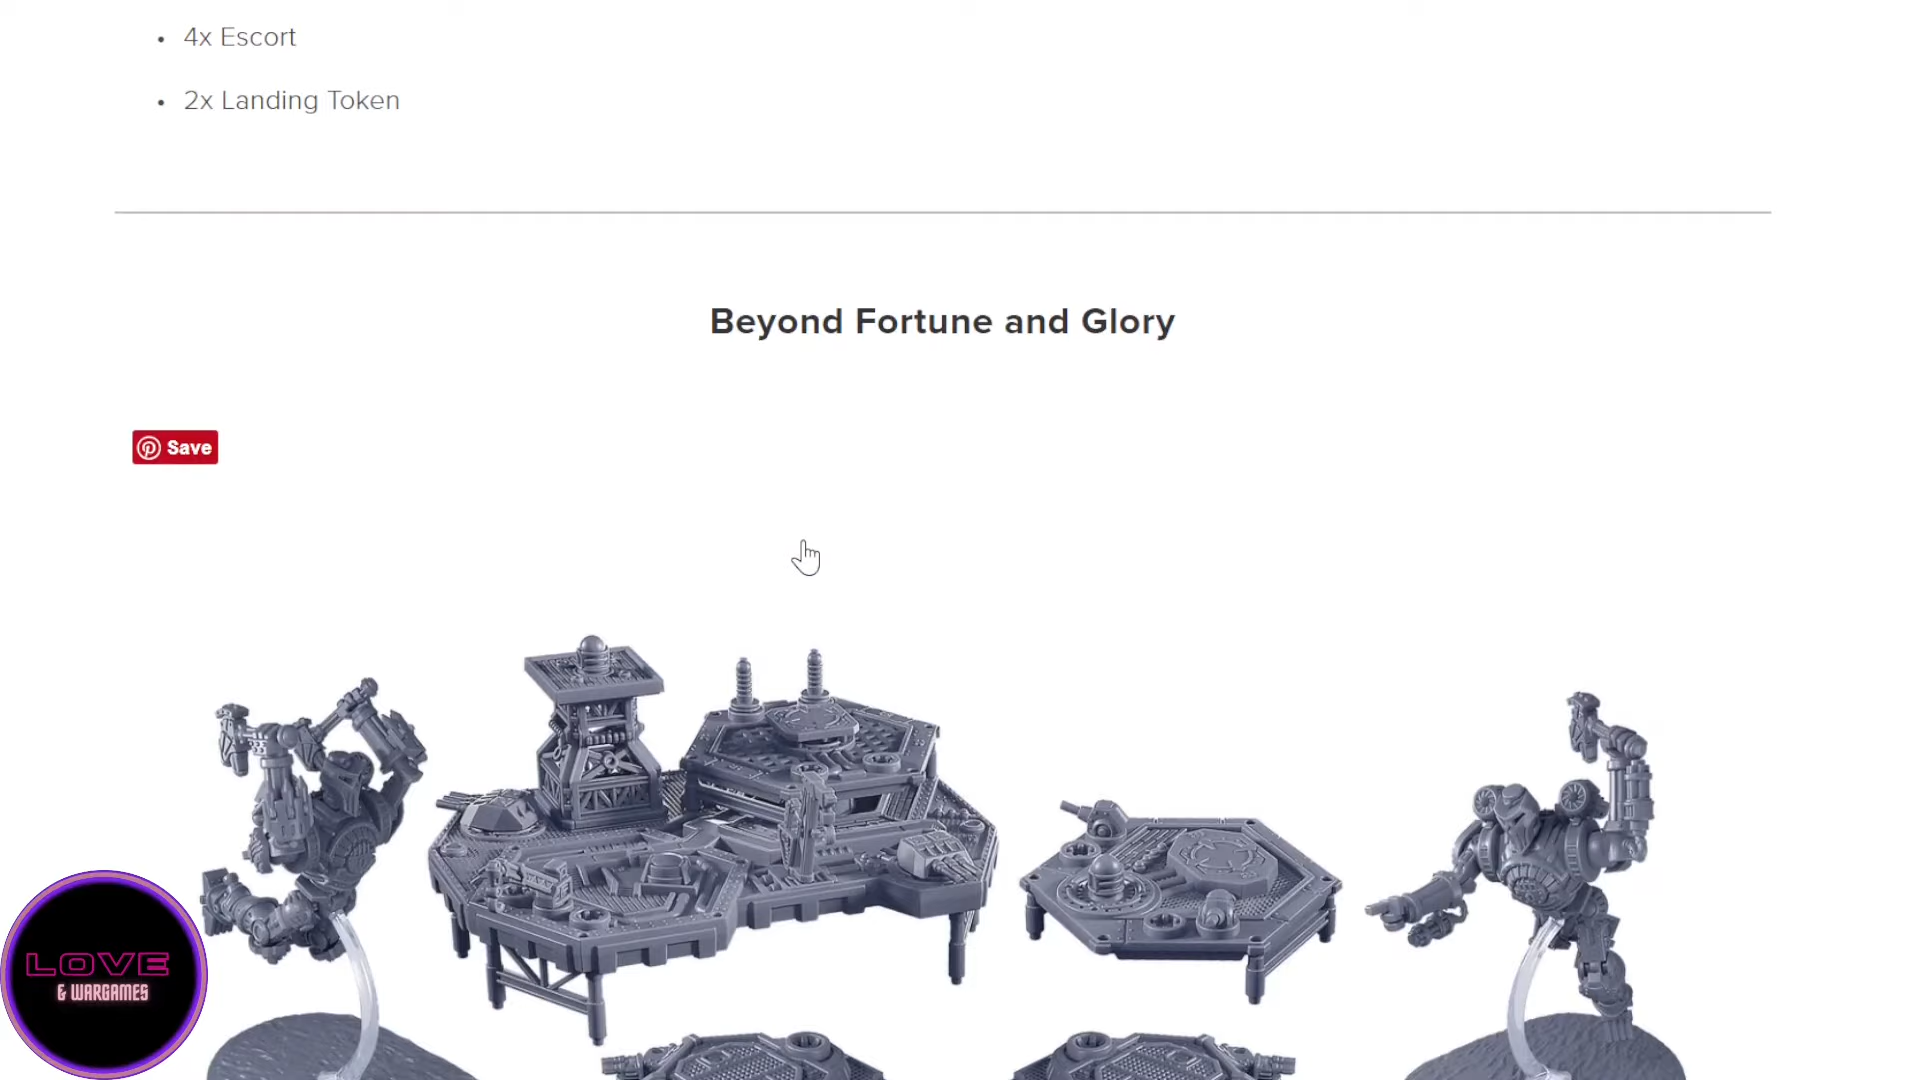 • 4x Escort
• 2x Landing Token
Beyond Fortune and Glory
Save
LOVE
& WARGAMES